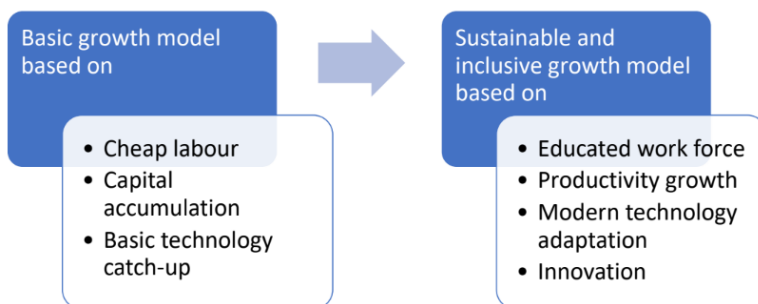 Basic growth model
based on
• Cheap labour
• Capital
accumulation
• Basic technology
catch-up
Sustainable and
inclusive growth model
based on
• Educated work force
• Productivity growth
• Modern technology
adaptation
• Innovation